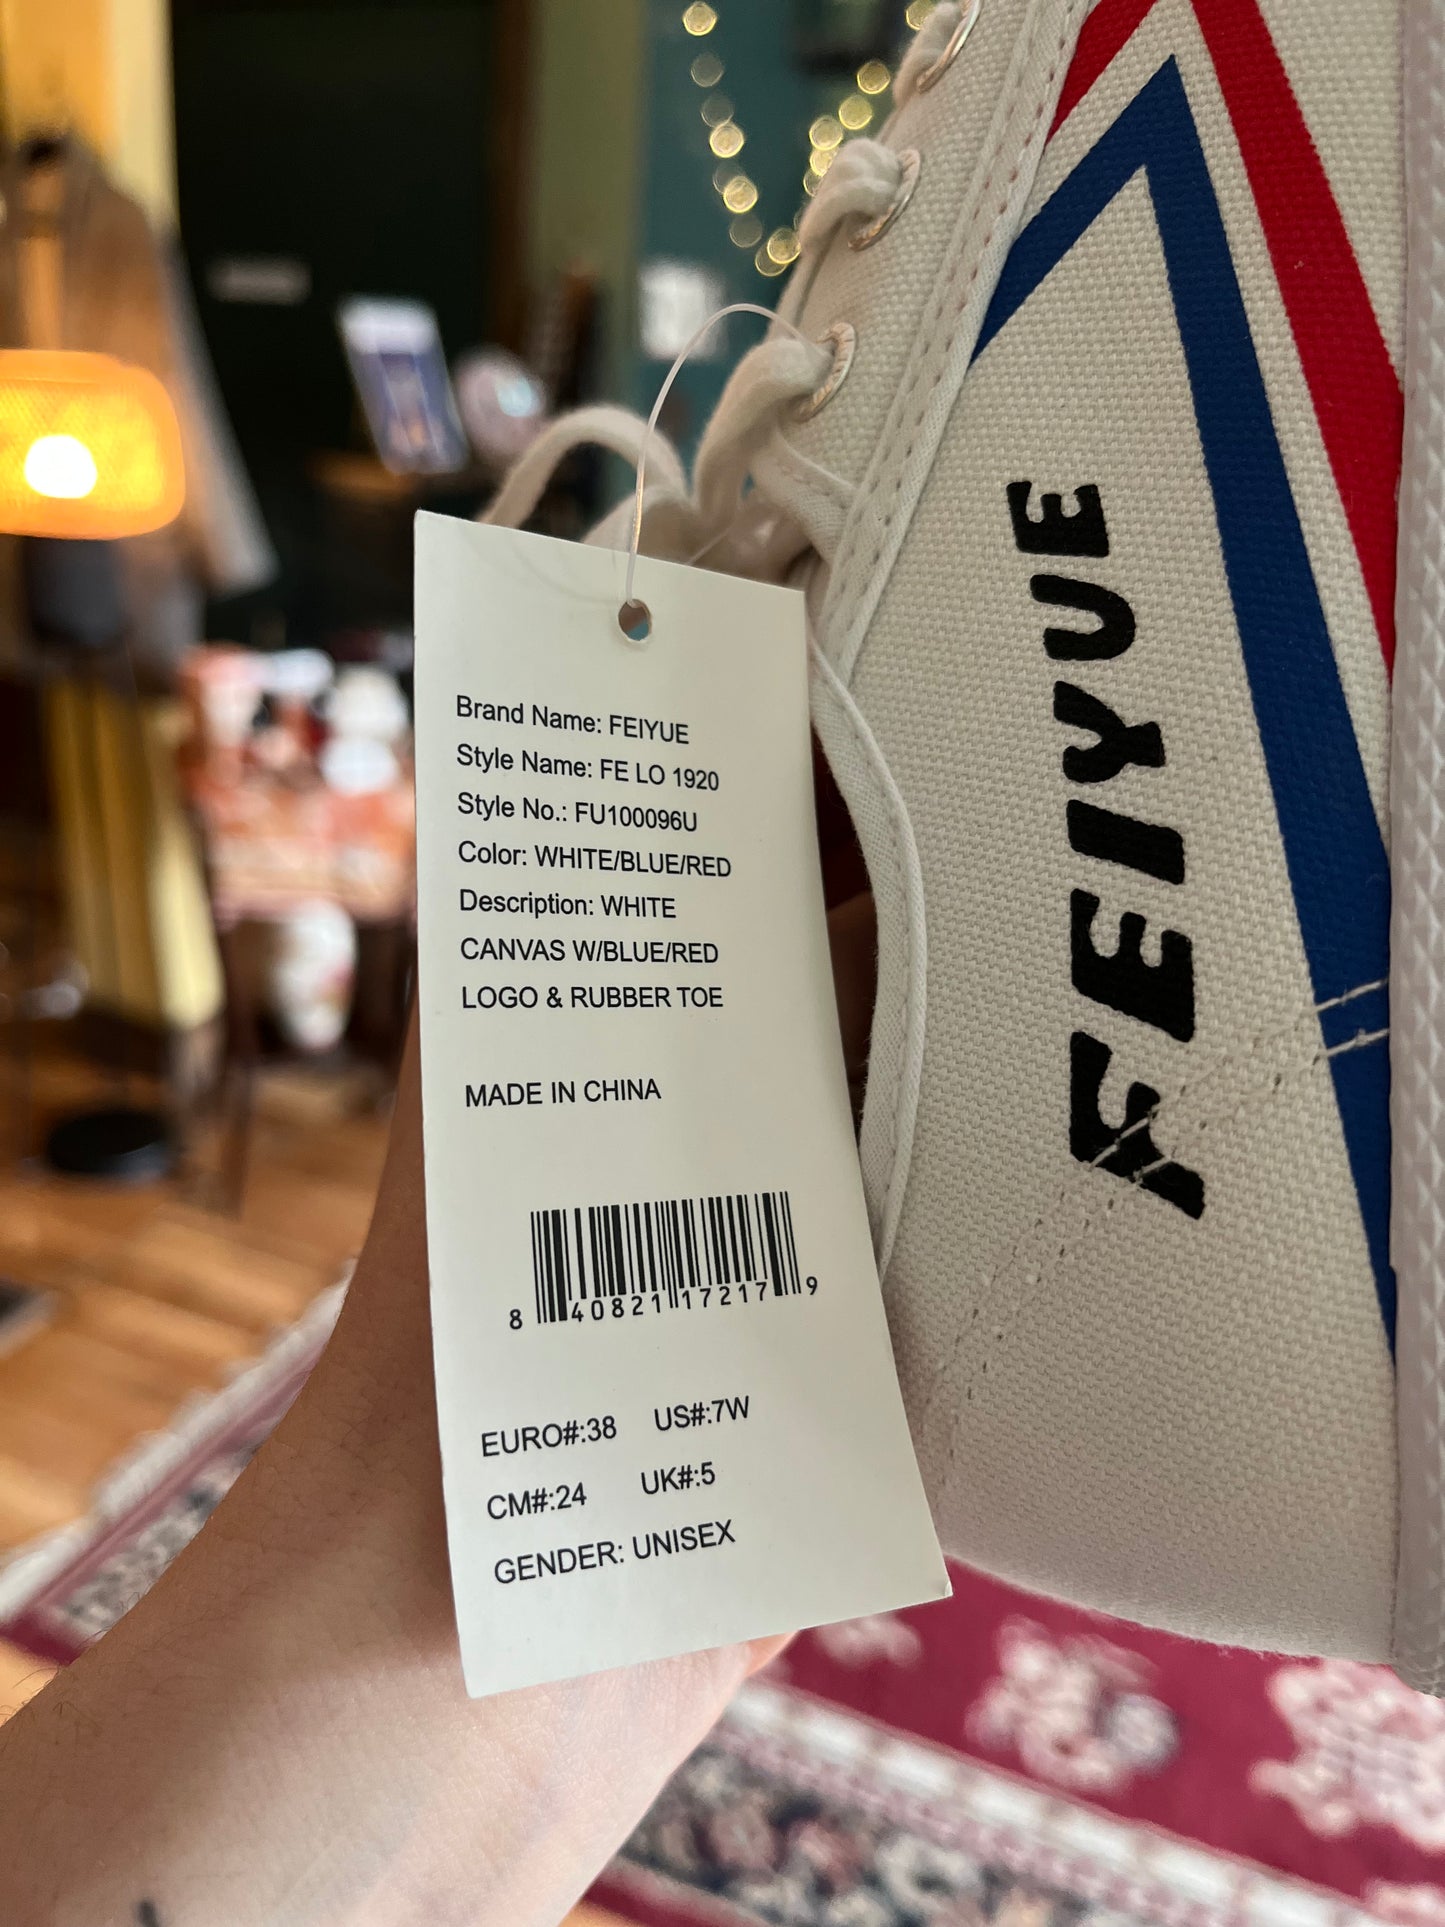 Brand Name: FEIYUE
Style Name: FE LO 1920
Style No.: FU100096U
Color: WHITE/BLUE/RED
Description: WHITE
CANVAS W/BLUE/RED
LOGO & RUBBER TOE
MADE IN CHINA
8 40821 17217 9
EURO#:38 US#:7W
CM#:24 UK#:5
GENDER: UNISEX
FEIYUE